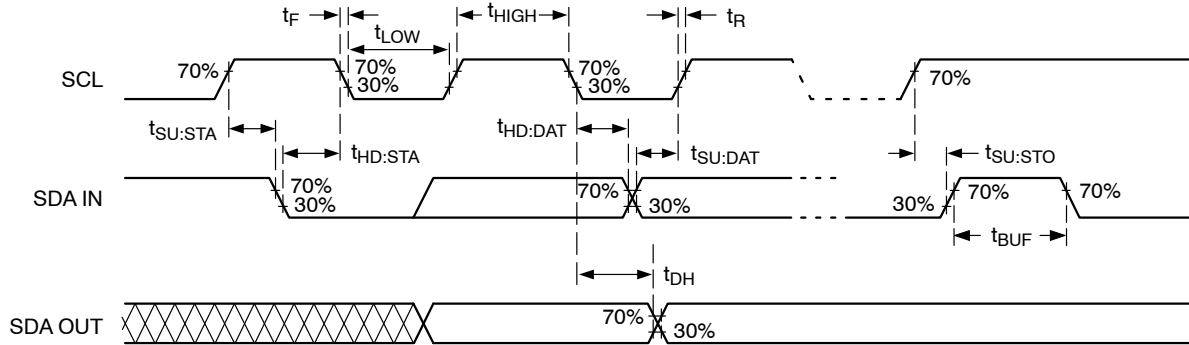 tF
tHIGH
tR
tLOW
SCL
70%
70%
30%
70%
30%
70%
tSU:STA
tHD:STA
tHD:DAT
tSU:DAT
tSU:STO
SDA IN
70%
30%
70%
30%
30%
70%
70%
tBUF
tDH
SDA OUT
70%
30%